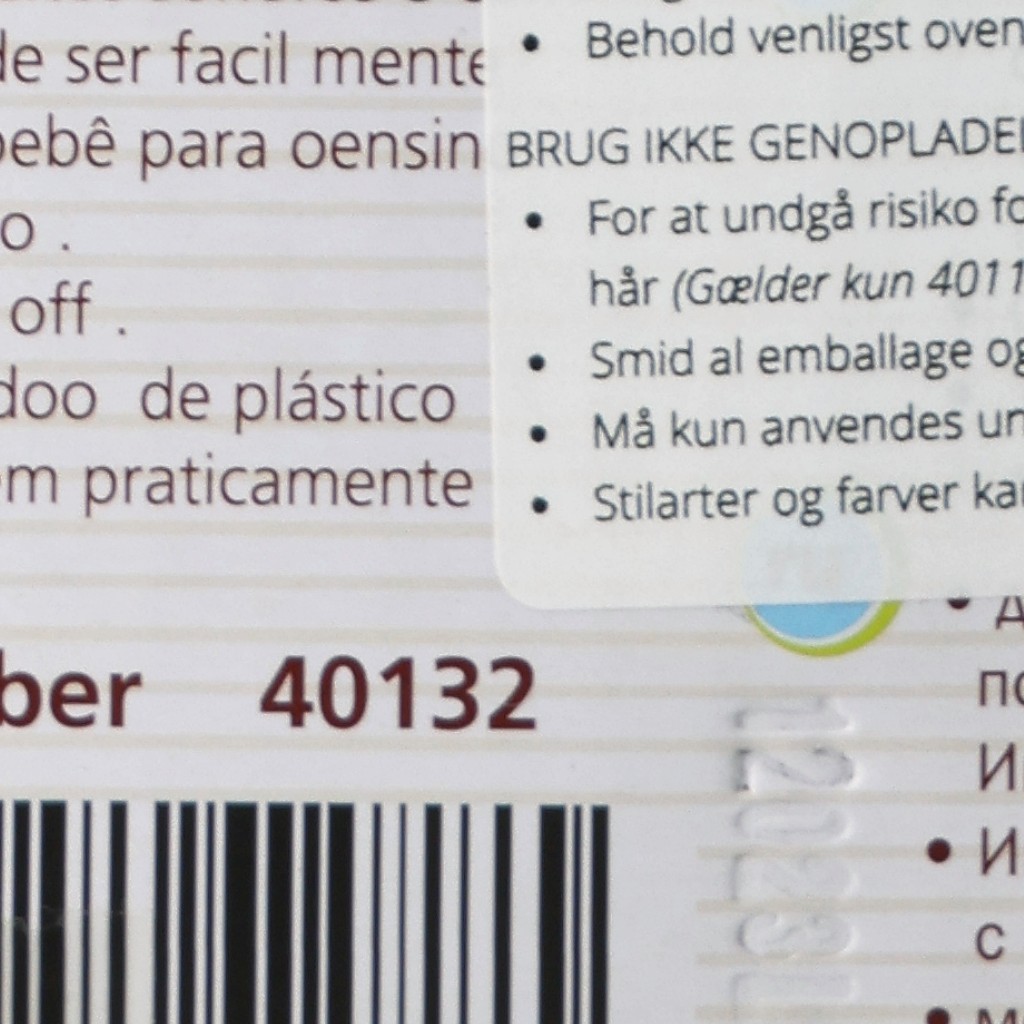 de ser facil mente
bebê para oensin
o .
off .
doo de plástico
em praticamente
ber 40132
• Behold venligst oven
BRUG IKKE GENOPLADE
• For at undgå risiko fo
hår (Gælder kun 4011
• Smid al emballage og
• Må kun anvendes un
• Stilarter og farver ka
по
И
• И
с